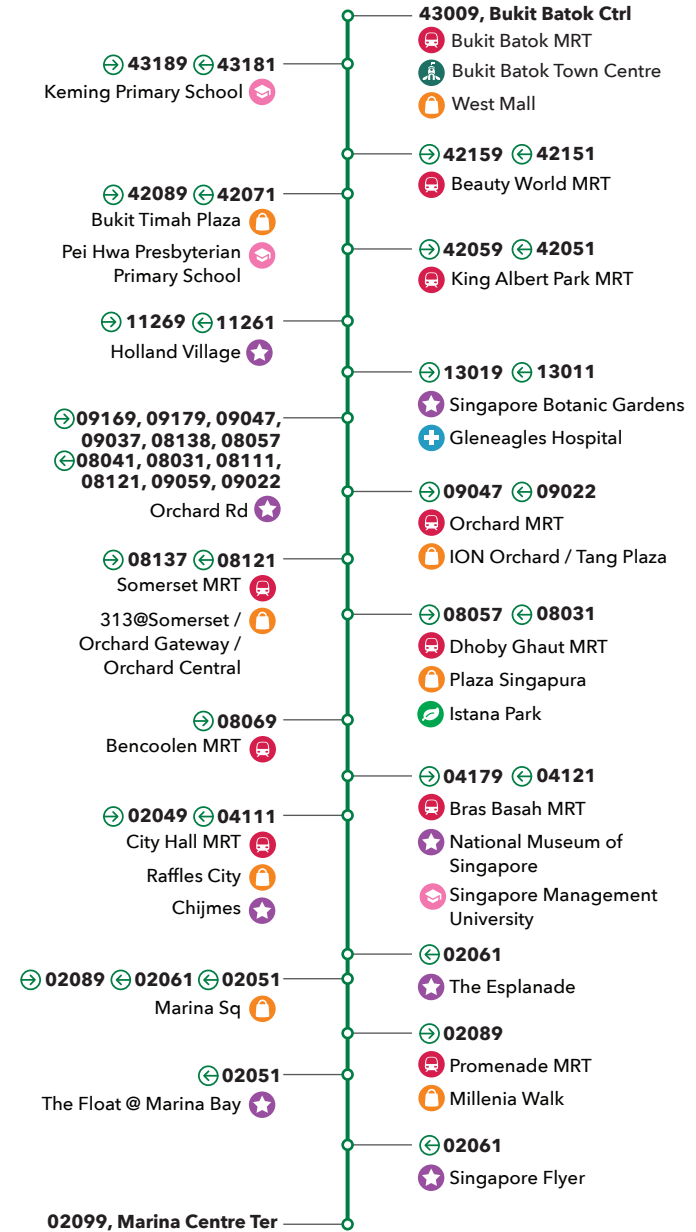 43009, Bukit Batok Ctrl
Bukit Batok MRT
Bukit Batok Town Centre
West Mall
43189 43181
Keming Primary School
42159 42151
Beauty World MRT
42089 42071
Bukit Timah Plaza
Pei Hwa Presbyterian
Primary School
42059 42051
King Albert Park MRT
11269 11261
Holland Village
13019 13011
Singapore Botanic Gardens
Gleneagles Hospital
09169, 09179, 09047,
09037, 08138, 08057
08041, 08031, 08111,
08121, 09059, 09022
Orchard Rd
09047 09022
Orchard MRT
ION Orchard / Tang Plaza
08137 08121
Somerset MRT
313@Somerset /
Orchard Gateway /
Orchard Central
08057 08031
Dhoby Ghaut MRT
Plaza Singapura
Istana Park
08069
Bencoolen MRT
04179 04121
Bras Basah MRT
National Museum of
Singapore
Singapore Management
University
02049 04111
City Hall MRT
Raffles City
Chijmes
02061
The Esplanade
02089 02061 02051
Marina Sq
02089
Promenade MRT
Millenia Walk
02051
The Float @ Marina Bay
02061
Singapore Flyer
02099, Marina Centre Ter